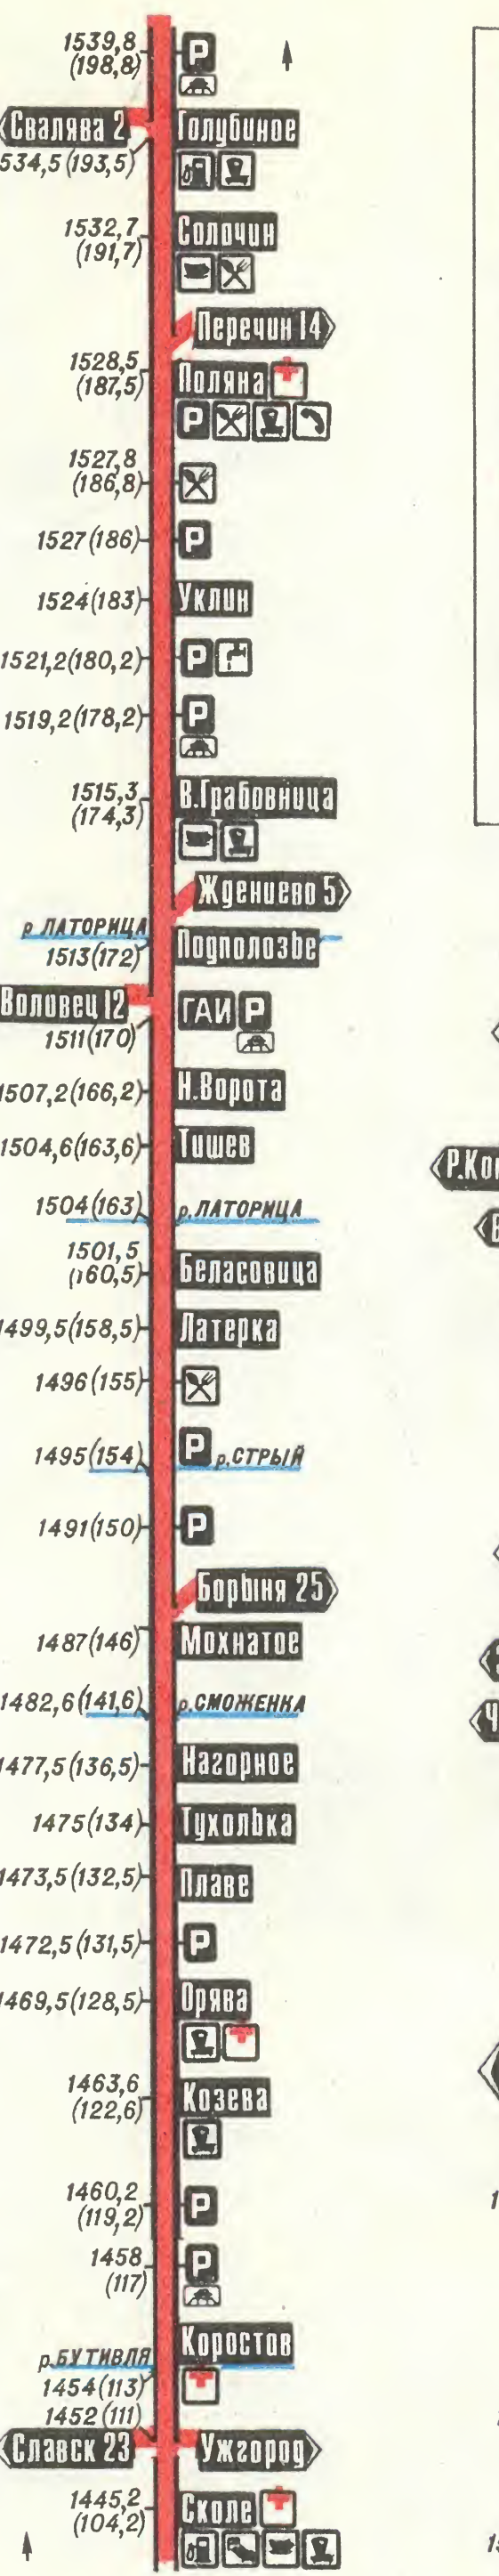 1539,8
(198,8)
P
Свалява 2
Голубиное
534,5 (193,5)
1532,7
(191,7)
Солочин
Перечин 14
1528,5
(187,5)
Поляна
P
1527,8
(186,8)
1527 (186)
P
1524 (183)
Уклин
1521,2 (180,2)
P
1519,2 (178,2)
P
1515,3
(174,3)
В.Грабовница
Ждениево 5
р. ЛАТОРИЦА
1513 (172)
Подполозье
Воловец 12
1511 (170)
ГАИ P
1507,2 (166,2)
Н.Ворота
1504,6 (163,6)
Тишев
1504 (163)
р. ЛАТОРИЦА
1501,5
(160,5)
Беласовица
1499,5 (158,5)
Латерка
1496 (155)
1495 (154)
P р. СТРЫЙ
1491 (150)
P
Борыня 25
1487 (146)
Мохнатое
1482,6 (141,6)
р. СМОЖЕНКА
1477,5 (136,5)
Нагорное
1475 (134)
Тухолька
1473,5 (132,5)
Плаве
1472,5 (131,5)
P
1469,5 (128,5)
Орява
1463,6
(122,6)
Козева
1460,2
(119,2)
P
1458
(117)
P
Коростов
р. БУТИВЛЯ
1454 (113)
1452 (111)
Славск 23
Ужгород
1445,2
(104,2)
Сколе